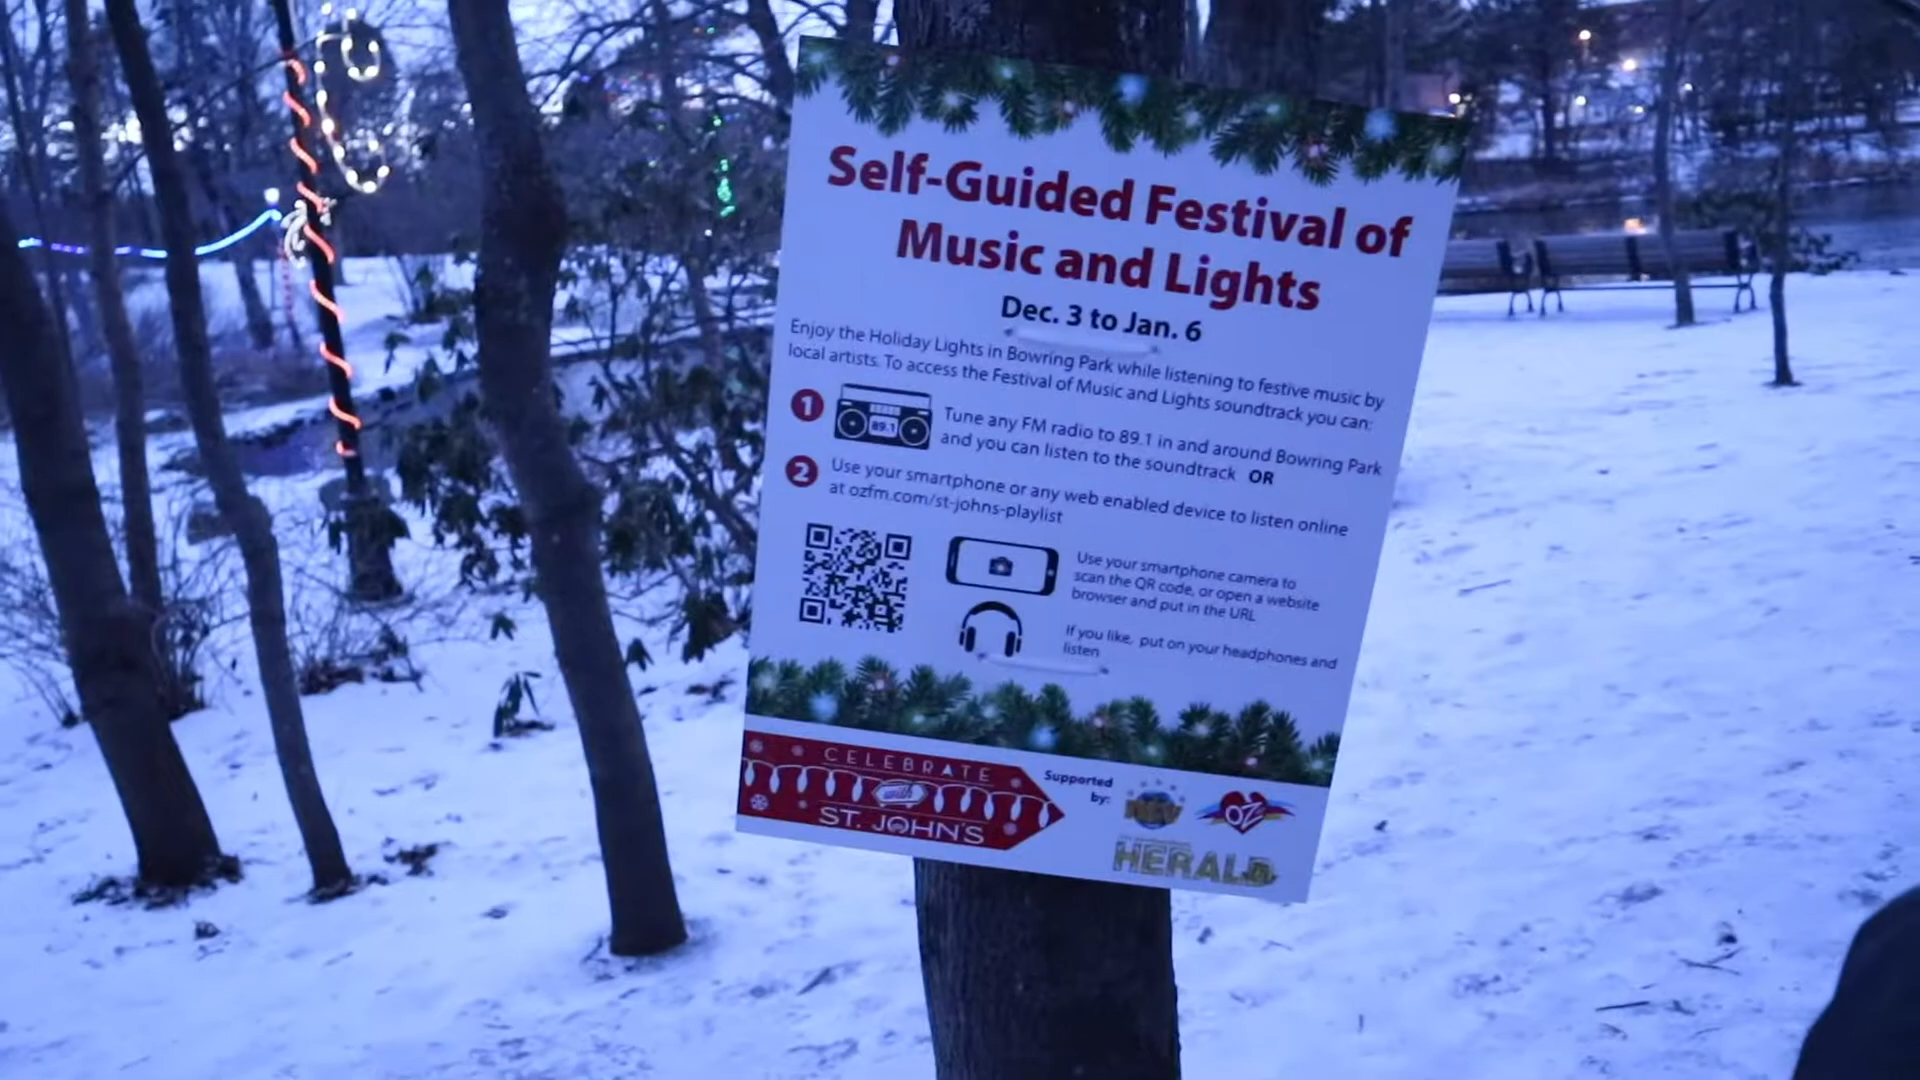 Self-Guided Festival of
Music and Lights
Dec. 3 to Jan. 6
Enjoy the Holiday Lights in Bowring Park while listening to festive music by
local artists. To access the Festival of Music and Lights soundtrack you can:
1
89.1
Tune any FM radio to 89.1 in and around Bowring Park
and you can listen to the soundtrack OR
2
Use your smartphone or any web enabled device to listen online
at ozfm.com/st-johns-playlist
Use your smartphone camera to
scan the QR code, or open a website
browser and put in the URL
If you like, put on your headphones and
listen
CELEBRATE
with
ST. JOHN'S
Supported
by:
NTV
OZ
HERALD